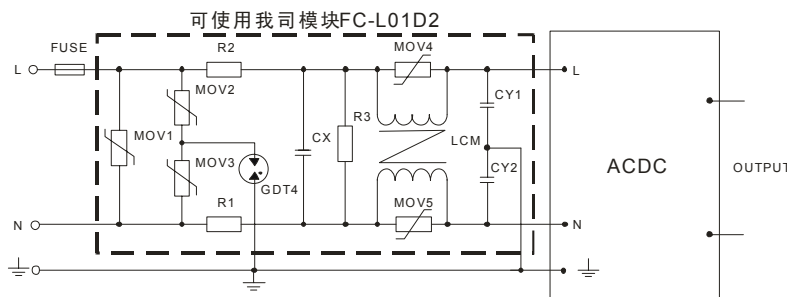 可使用我司模块FC-L01D2
FUSE
R2
MOV4
L
L
MOV2
CY1
R3
MOV1
CX
LCM
ACDC
OUTPUT
MOV3
CY2
GDT4
R1
MOV5
N
N